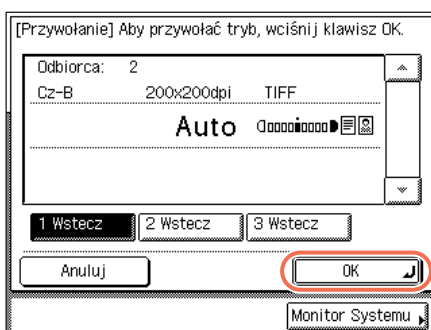 [Przywołanie] Aby przywołać tryb, wciśnij klawisz OK.
Odbiorca: 2
Cz-B 200x200dpi TIFF
Auto
1 Wstecz 2 Wstecz 3 Wstecz
Anuluj OK
Monitor Systemu